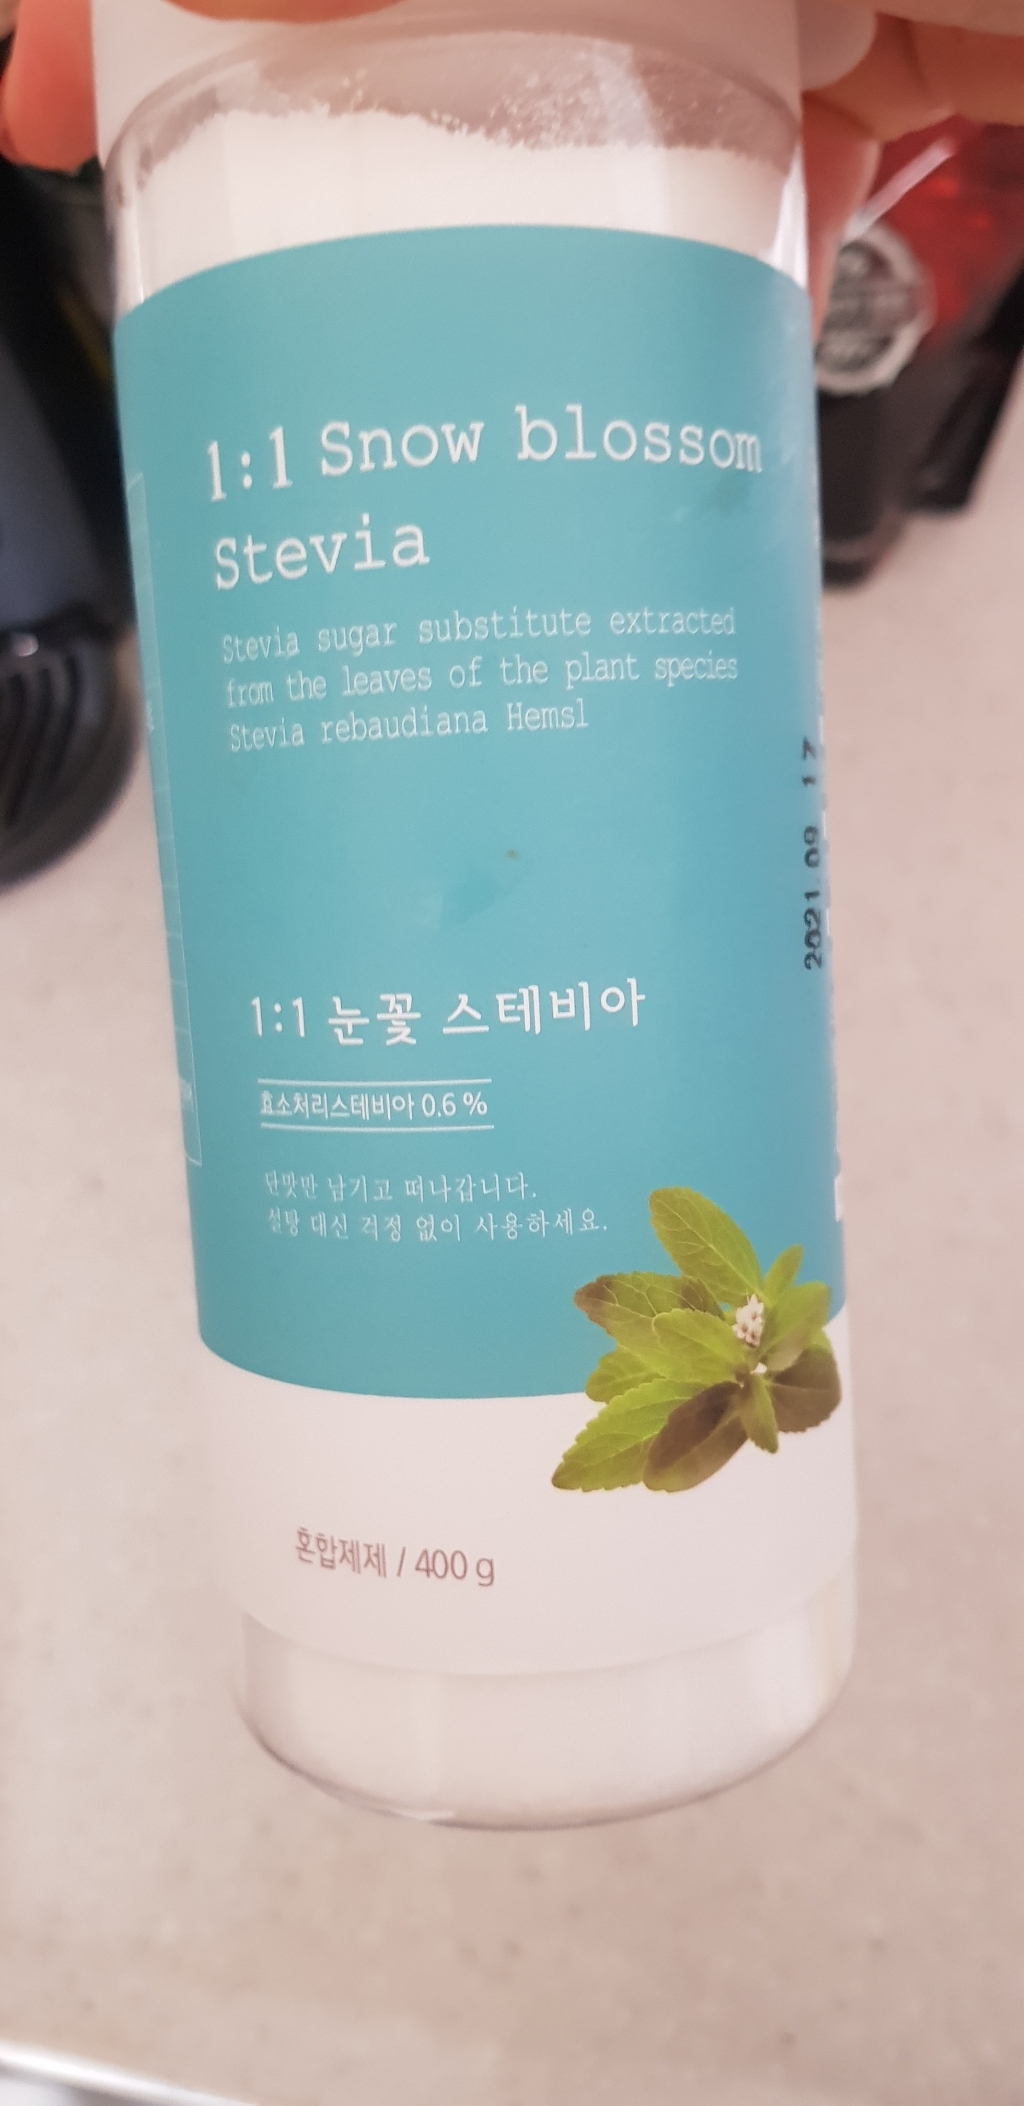 1:1 Snow blossom
Stevia
Stevia sugar substitute extracted
from the leaves of the plant species
Stevia rebaudiana Hemsl
2021 09 17
1:1 눈꽃 스테비아
효소처리스테비아 0.6 %
단맛만 남기고 떠나갑니다.
설탕 대신 걱정 없이 사용하세요.
혼합제제 / 400 g